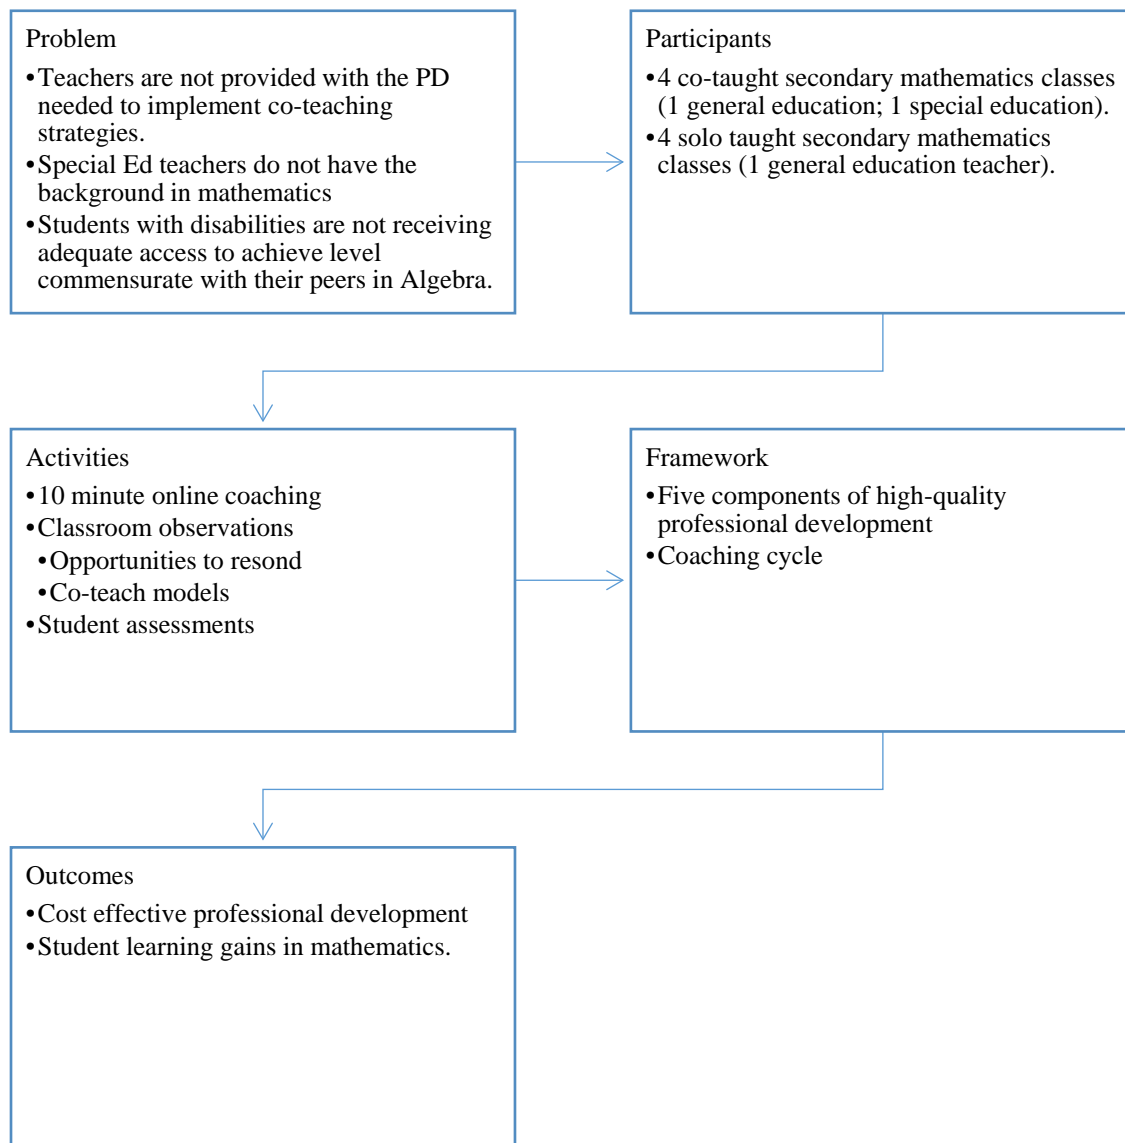 Problem
•Teachers are not provided with the PD
needed to implement co-teaching
strategies.
•Special Ed teachers do not have the
background in mathematics
•Students with disabilities are not receiving
adequate access to achieve level
commensurate with their peers in Algebra.
Participants
•4 co-taught secondary mathematics classes
(1 general education; 1 special education).
•4 solo taught secondary mathematics
classes (1 general education teacher).
Activities
•10 minute online coaching
•Classroom observations
•Opportunities to resond
•Co-teach models
•Student assessments
Framework
•Five components of high-quality
professional development
•Coaching cycle
Outcomes
•Cost effective professional development
•Student learning gains in mathematics.